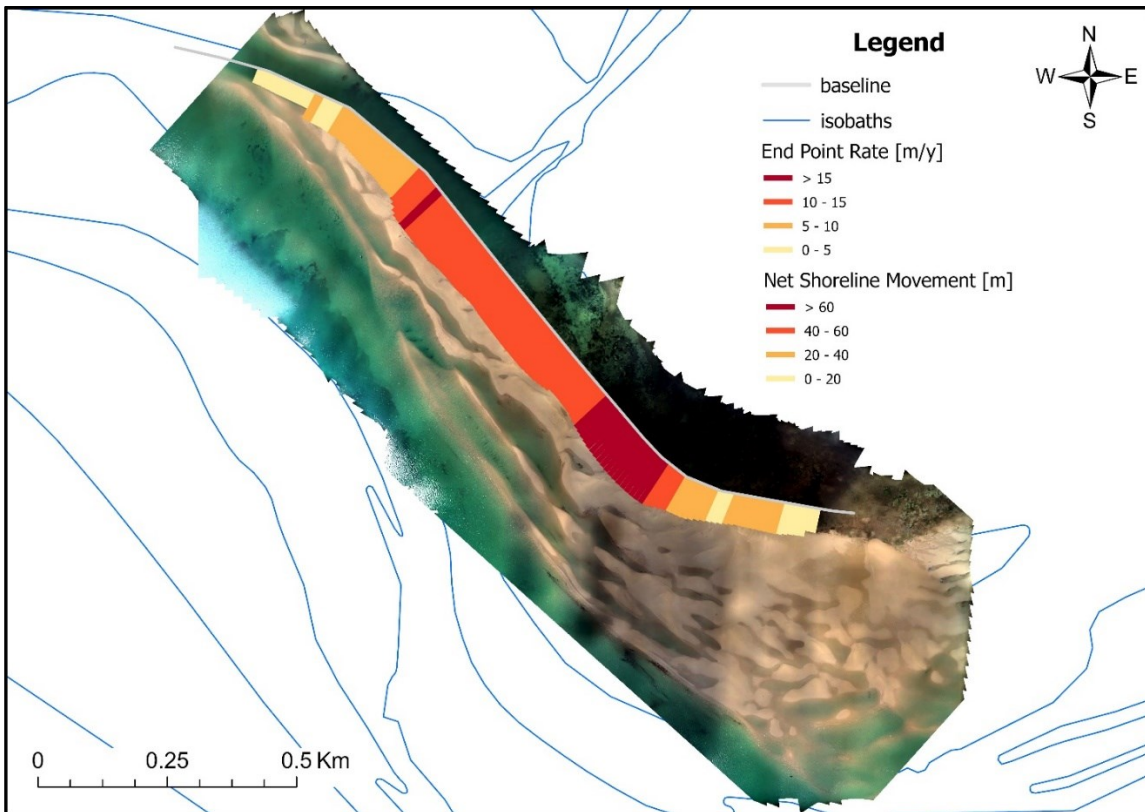 Legend
baseline
isobaths
End Point Rate [m/y]
> 15
10 - 15
5 - 10
0 - 5
Net Shoreline Movement [m]
> 60
40 - 60
20 - 40
0 - 20
N
W E
S
0 0.25 0.5 Km